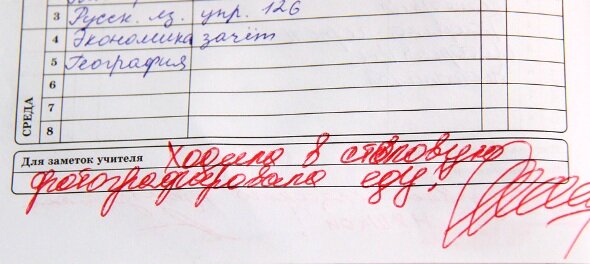 3 Русск. яз. упр. 126
4 Экономика зачёт
5 География
6
7
8
СРЕДА
Для заметок учителя Ходила в столовую
фотографировала еду!